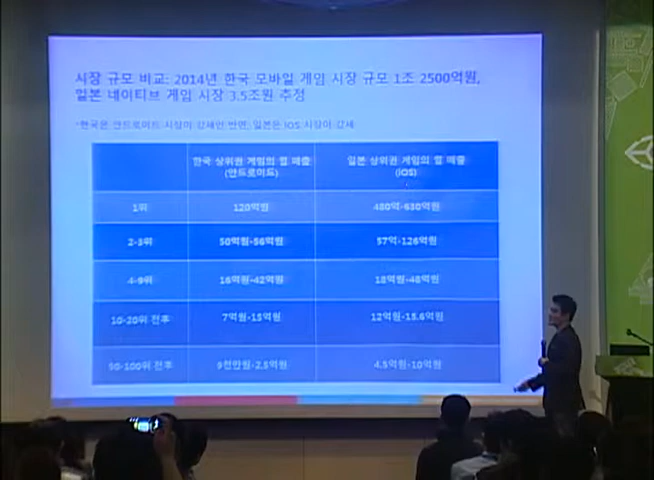 시장 규모 비교: 2014년 한국 모바일 게임 시장 규모 1조 2500억원,
일본 네이티브 게임 시장 3.5조원 추정
*한국은 안드로이드 시장이 강세인 반면, 일본은 iOS 시장이 강세
한국 상위권 게임의 월 매출 일본 상위권 게임의 월 매출
(안드로이드) (iOS)
1위 120억원 480억-630억원
2-3위 50억원-56억원 57억-126억원
4-9위 16억원-42억원 18억원-48억원
10-20위 전후 7억원-15억원 12억원-15.6억원
90-100위 전후 9천만원-2.5억원 4.5억원-10억원